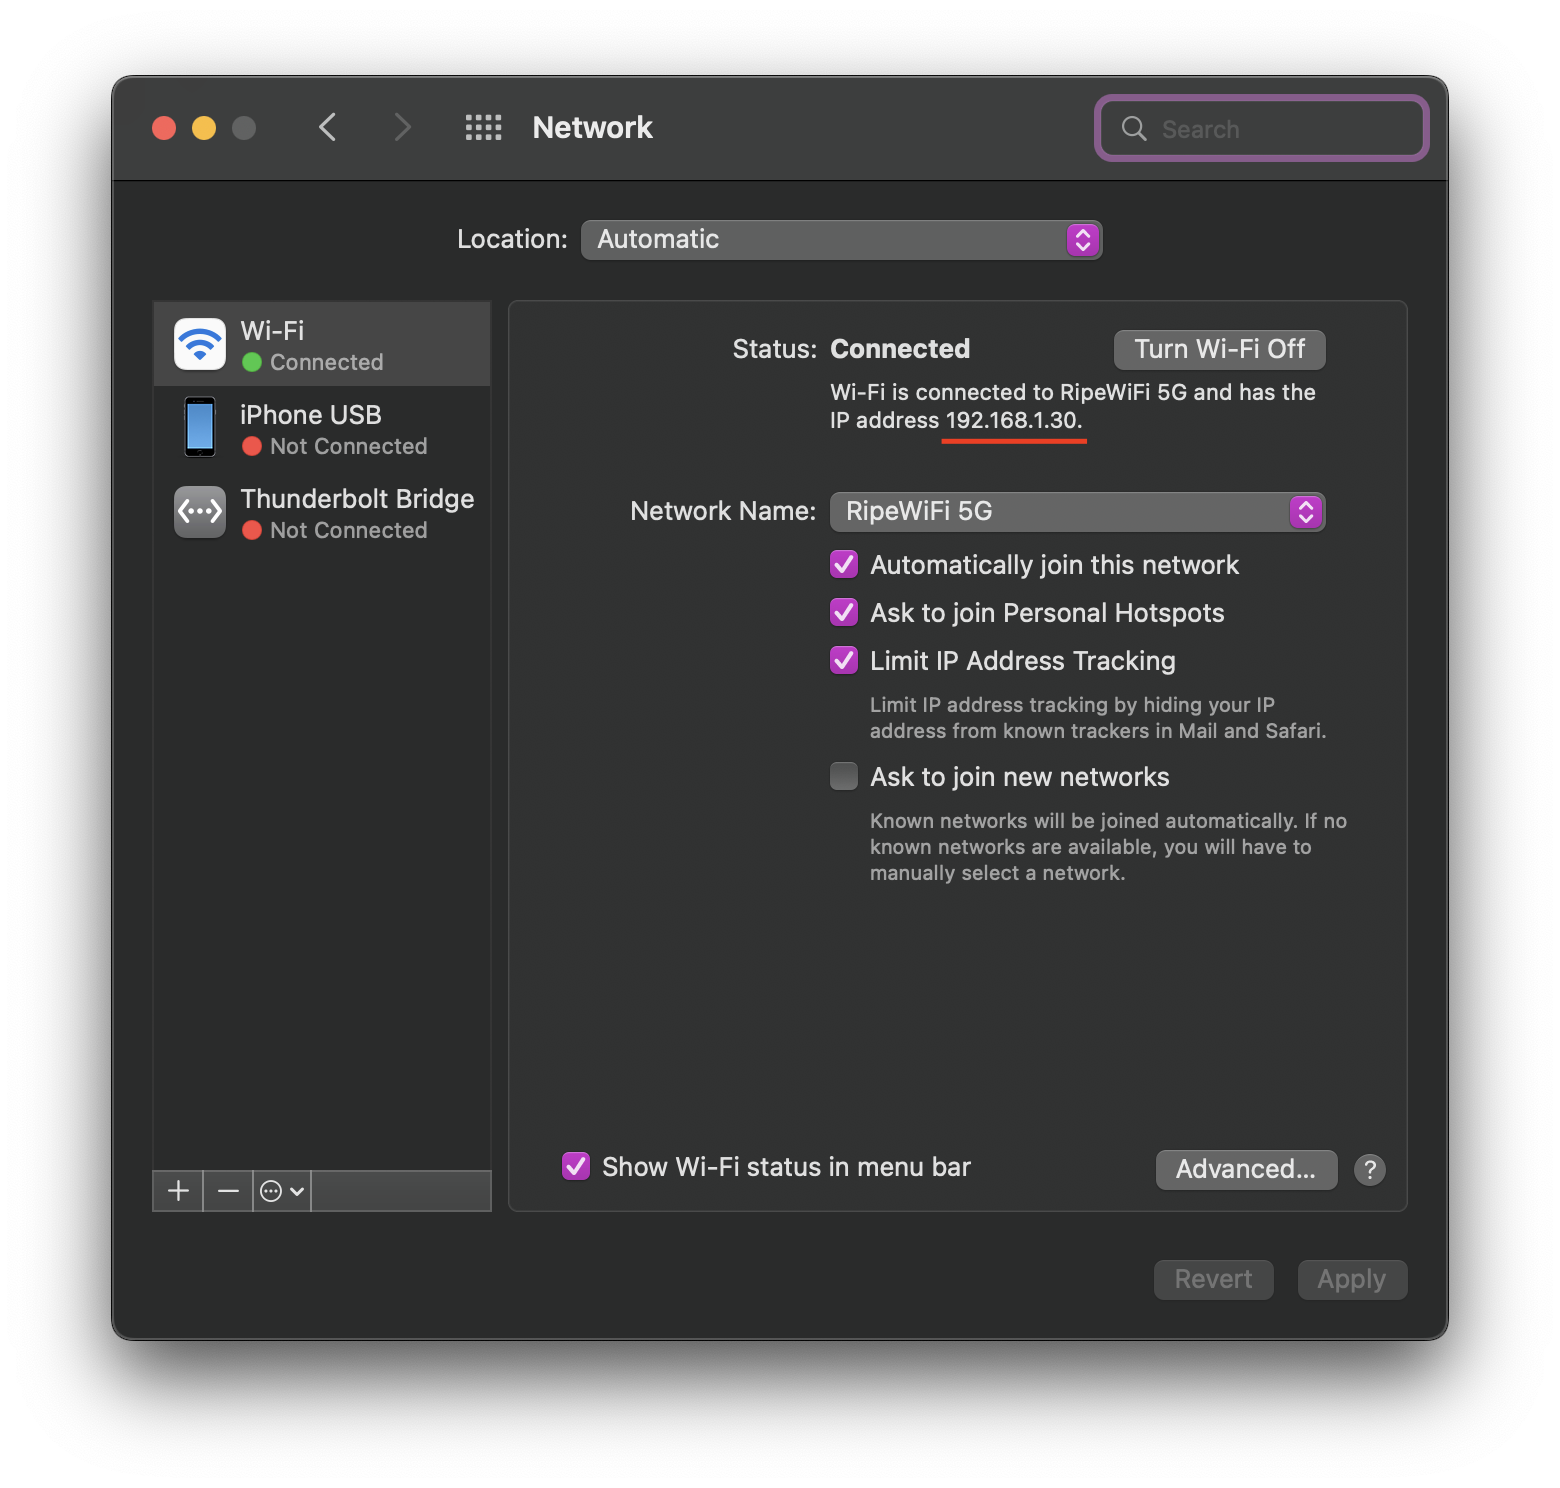 Network
Search
Location: Automatic
Wi-Fi
Connected
iPhone USB
Not Connected
Thunderbolt Bridge
Not Connected
Status: Connected
Turn Wi-Fi Off
Wi-Fi is connected to RipeWiFi 5G and has the
IP address 192.168.1.30.
Network Name: RipeWiFi 5G
Automatically join this network
Ask to join Personal Hotspots
Limit IP Address Tracking
Limit IP address tracking by hiding your IP
address from known trackers in Mail and Safari.
Ask to join new networks
Known networks will be joined automatically. If no
known networks are available, you will have to
manually select a network.
Show Wi-Fi status in menu bar
Advanced...
?
Revert
Apply